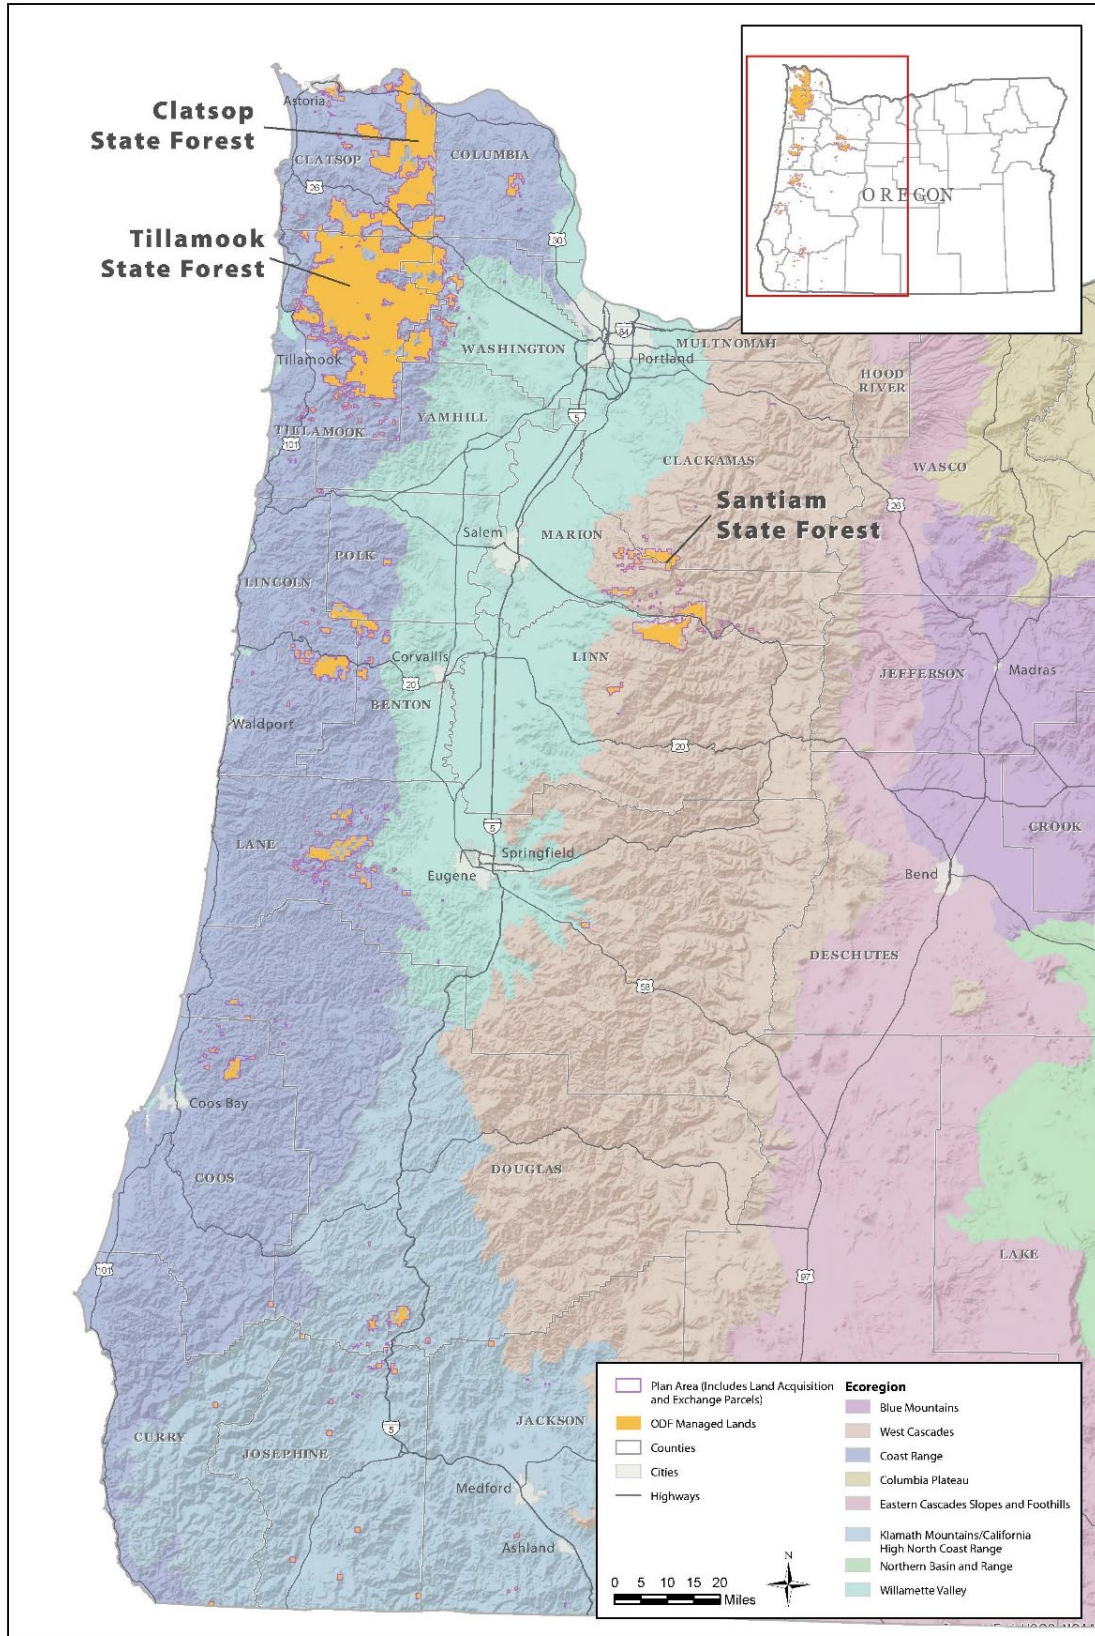 Clatsop
State Forest
Tillamook
State Forest
Santiam
State Forest
OREGON
Astoria
CLATSOP
COLUMBIA
26
30
84
WASHINGTON
MULTNOMAH
Portland
HOOD
RIVER
Tillamook
YAMHILL
5
TILLAMOOK
101
CLACKAMAS
WASCO
26
Salem
MARION
POLK
LINCOLN
Corvallis
LINN
20
BENTON
JEFFERSON
Madras
Waldport
20
LANE
5
Springfield
Eugene
CROOK
Bend
DESCHUTES
58
Coos Bay
DOUGLAS
COOS
LAKE
101
97
CURRY
JOSEPHINE
5
JACKSON
Medford
Ashland
Plan Area (Includes Land Acquisition
and Exchange Parcels)
ODF Managed Lands
Counties
Cities
Highways
Ecoregion
Blue Mountains
West Cascades
Coast Range
Columbia Plateau
Eastern Cascades Slopes and Foothills
Klamath Mountains/California
High North Coast Range
Northern Basin and Range
Willamette Valley
N
0 5 10 15 20
Miles